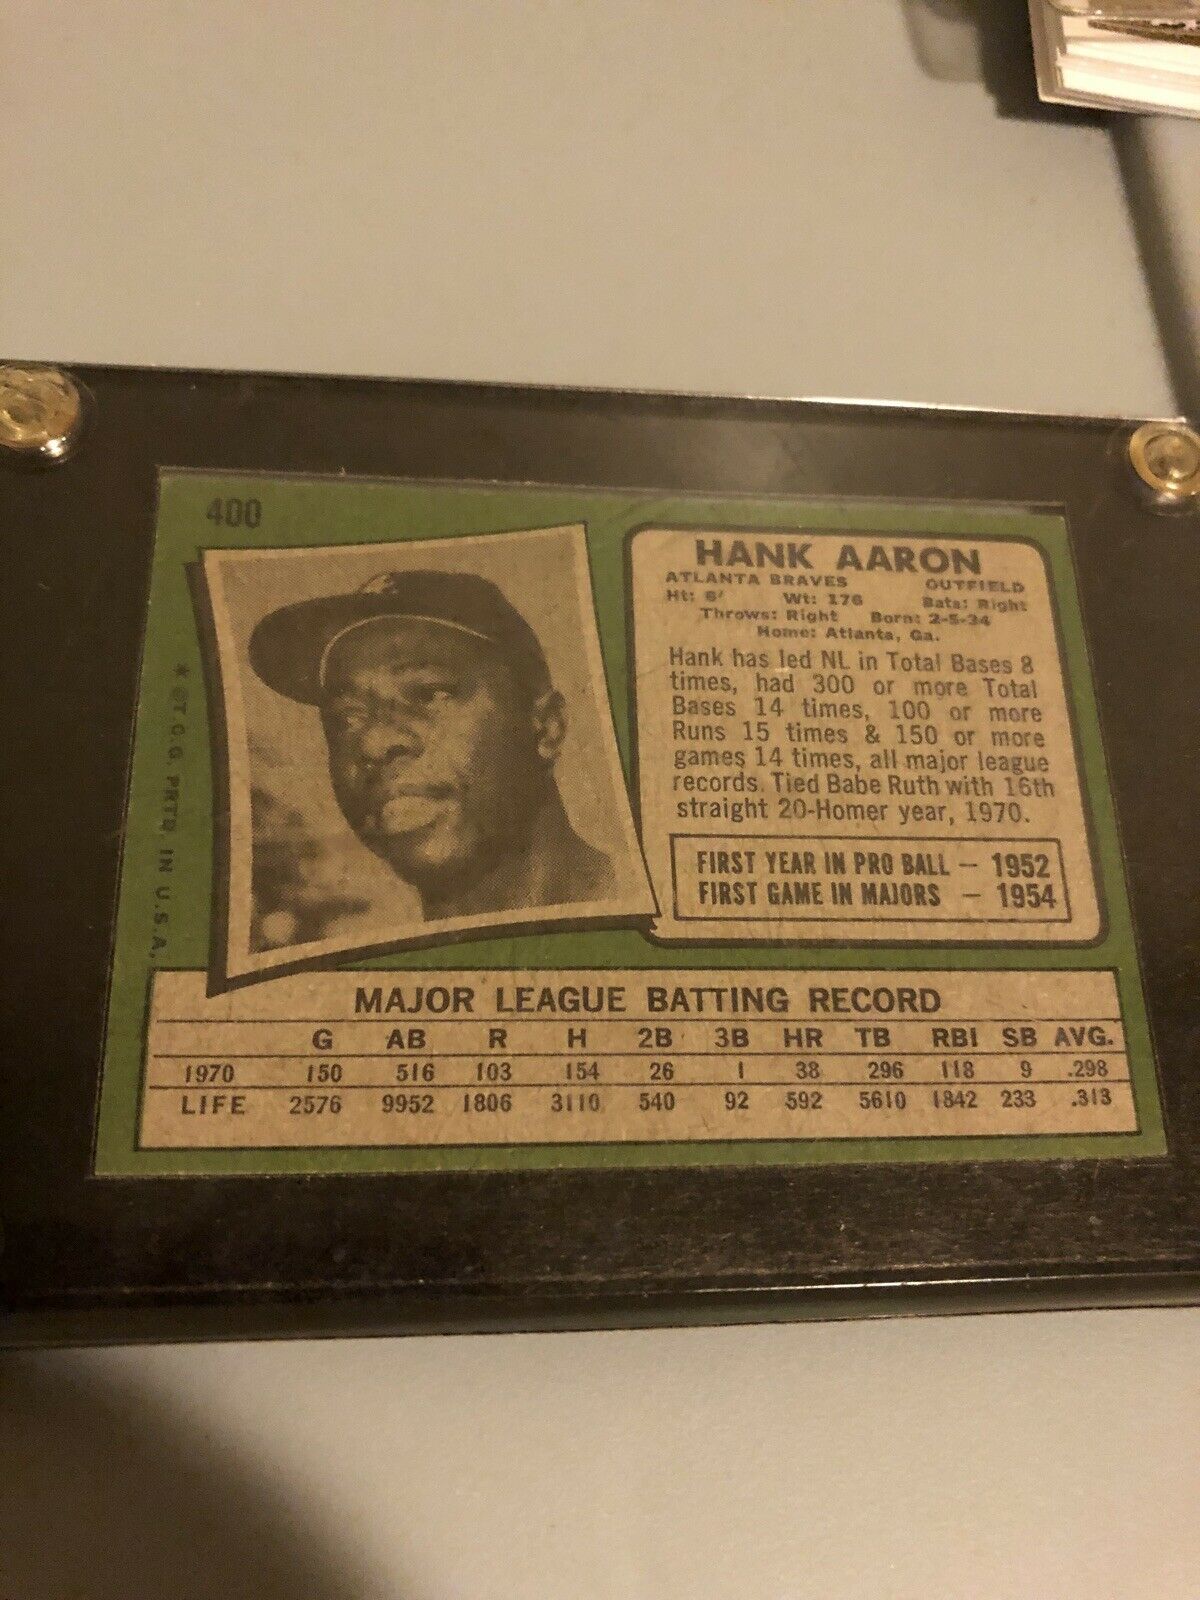 400
HANK AARON
ATLANTA BRAVES OUTFIELD
Ht: 6' Wt: 176 Bats: Right
Throws: Right Born: 2-5-34
Home: Atlanta, Ga.
Hank has led NL in Total Bases 8
times, had 300 or more Total
Bases 14 times, 100 or more
Runs 15 times & 150 or more
games 14 times, all major league
records. Tied Babe Ruth with 16th
straight 20-Homer year, 1970.
FIRST YEAR IN PRO BALL — 1952
FIRST GAME IN MAJORS — 1954
★ ©T.C.G. PRTD. IN U.S.A.
MAJOR LEAGUE BATTING RECORD
G AB R H 2B 3B HR TB RBI SB AVG.
1970 150 516 103 154 26 1 38 296 118 9 .298
LIFE 2576 9952 1806 3110 540 92 592 5610 1842 233 .313